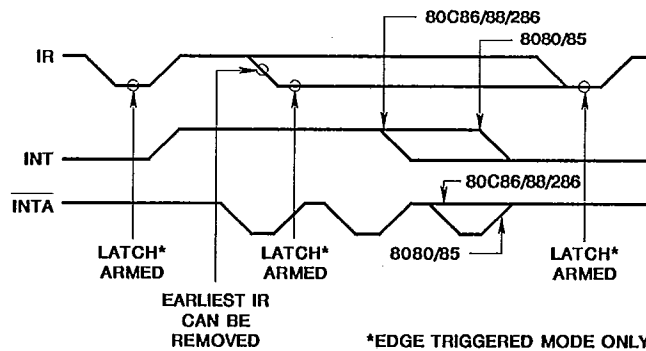 80C86/88/286
8080/85
IR
INT
INTA
80C86/88/286
8080/85
LATCH*
ARMED
LATCH*
ARMED
LATCH*
ARMED
EARLIEST IR
CAN BE
REMOVED
*EDGE TRIGGERED MODE ONLY